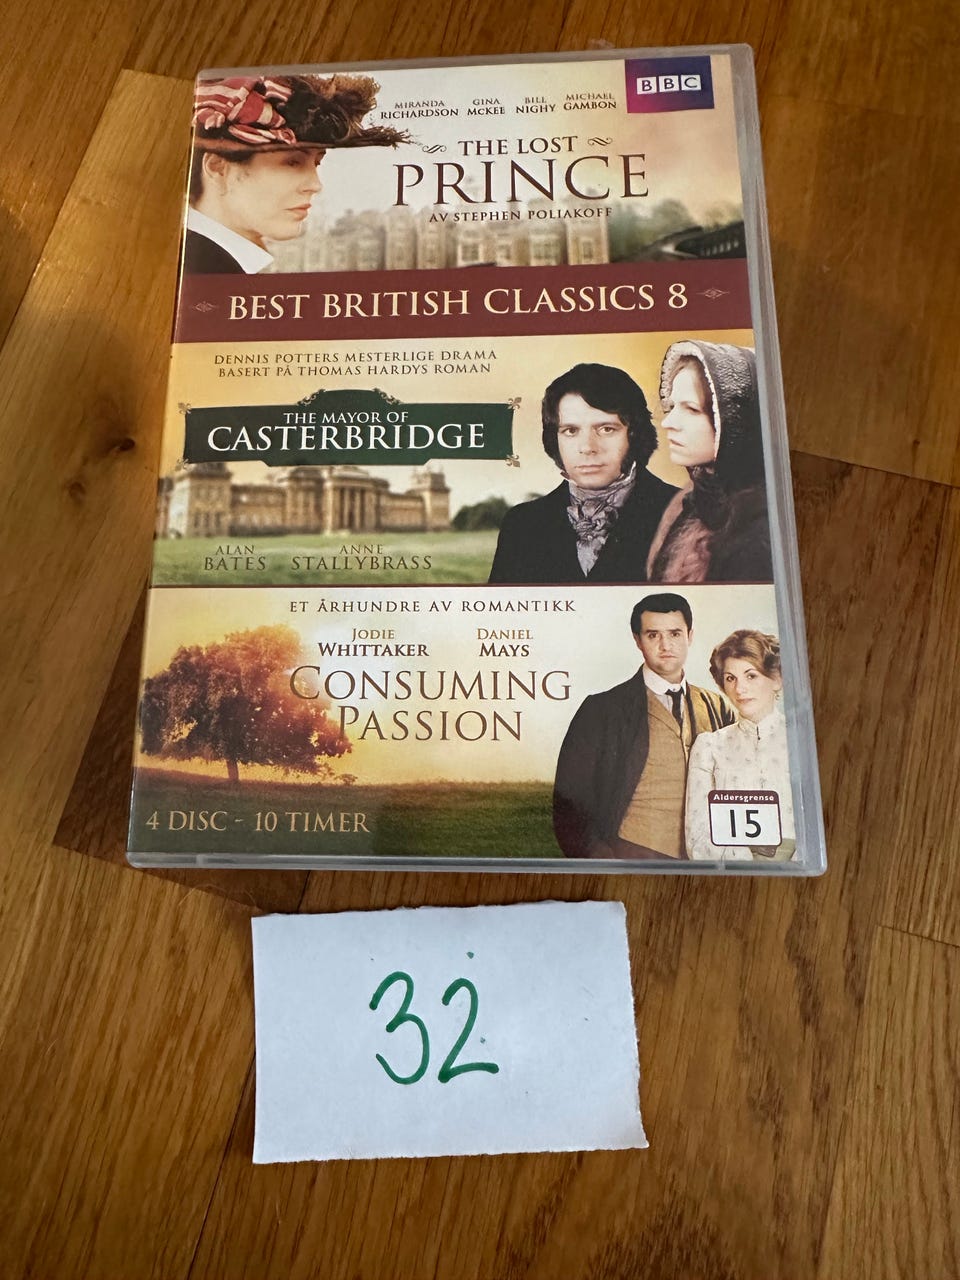 BBC
MIRANDA RICHARDSON
GINA McKEE
BILL NIGHY
MICHAEL GAMBON
THE LOST
PRINCE
AV STEPHEN POLIAKOFF
BEST BRITISH CLASSICS 8
DENNIS POTTERS MESTERLIGE DRAMA
BASERT PÅ THOMAS HARDYS ROMAN
THE MAYOR OF
CASTERBRIDGE
ALAN BATES
ANNE STALLYBRASS
ET ÅRHUNDRE AV ROMANTIKK
JODIE WHITTAKER
DANIEL MAYS
CONSUMING
PASSION
4 DISC - 10 TIMER
Aldersgrense
15
32